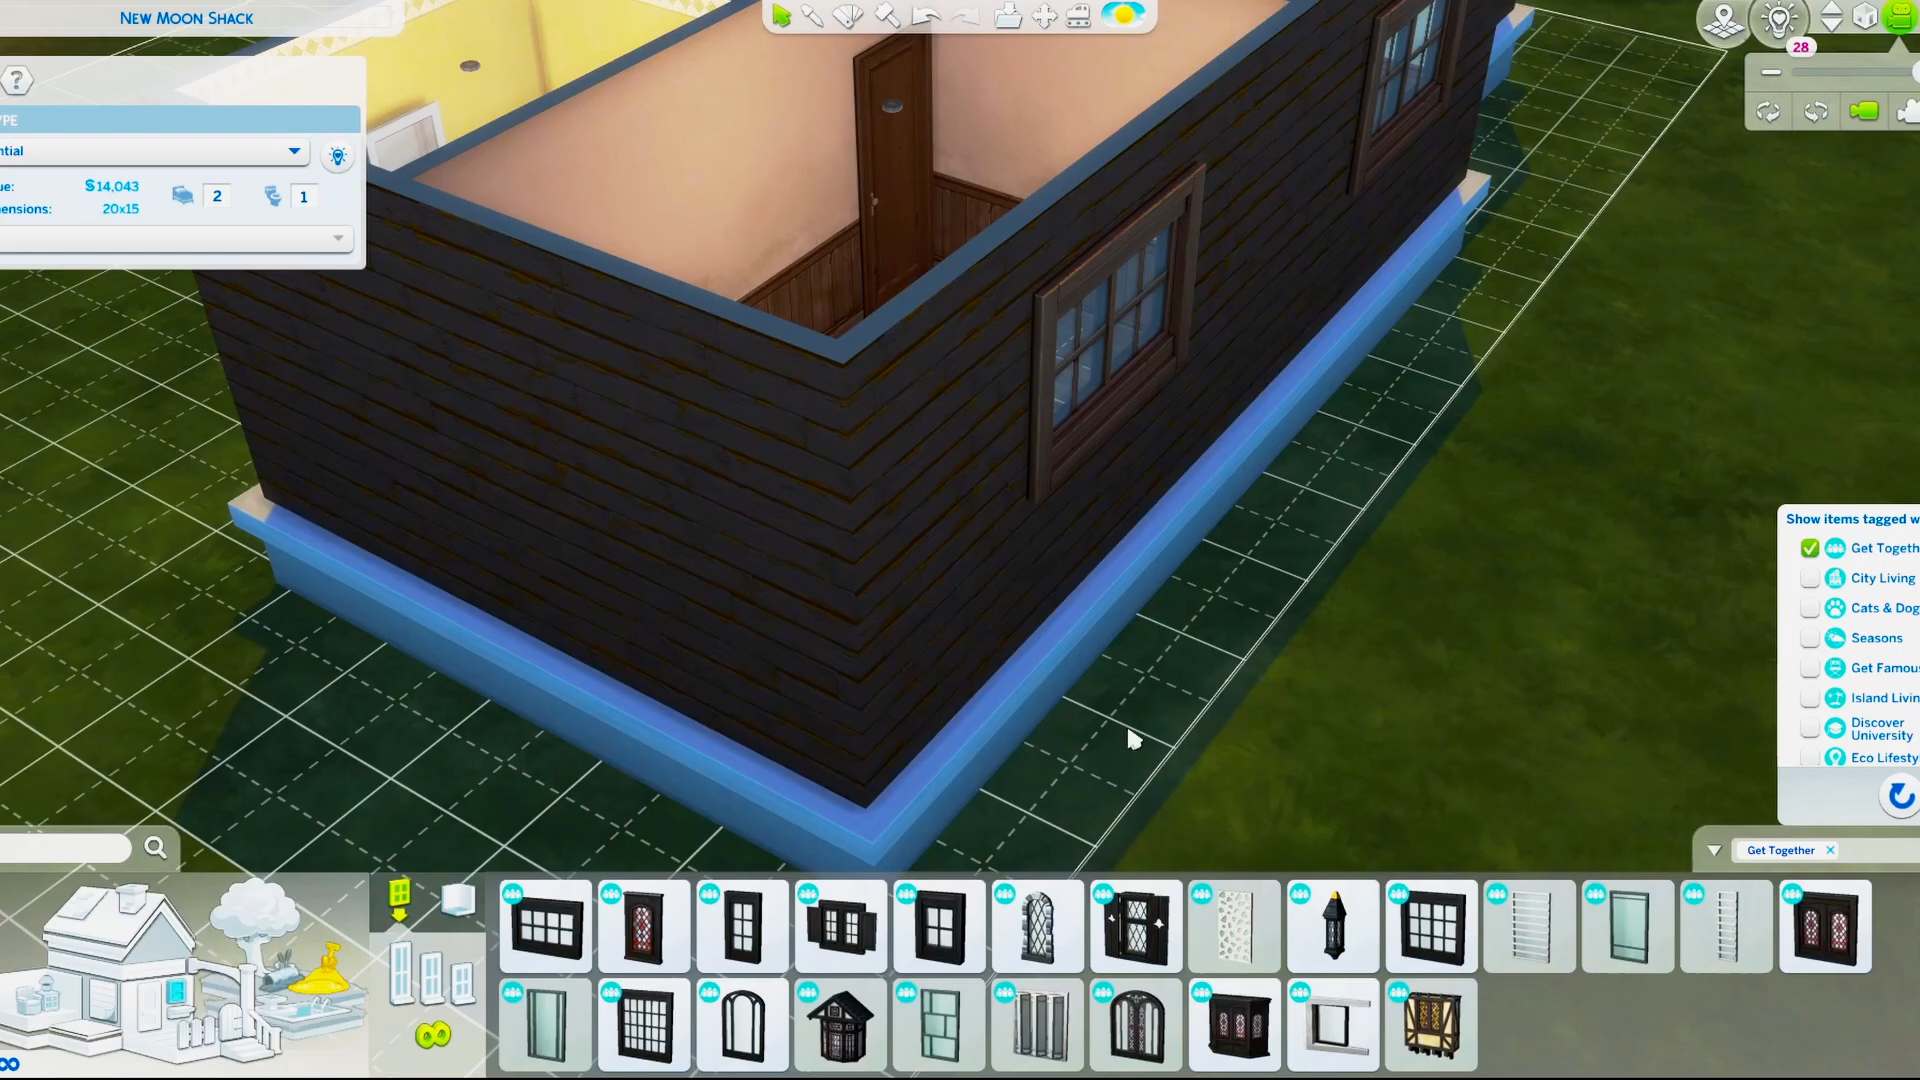 New Moon Shack
28
?
YPE
ntial
ue: $14,043 2 1
ensions: 20x15
Show items tagged w
Get Togeth
City Living
Cats & Dog
Seasons
Get Famou
Island Livin
Discover
University
Eco Lifesty
Get Together ×